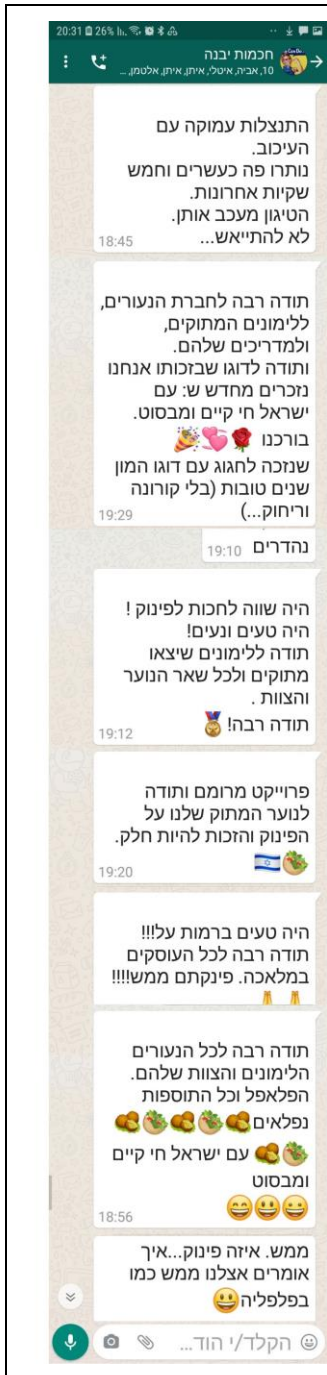 20:31 26%
חכמות יבנה
10, אביה, איטלי, איתן, איתן, אלטמן, ...
התנצלות עמוקה עם
העיכוב.
נותרו פה כעשרים וחמש
שקיות אחרונות.
הטיגון מעכב אותן.
לא להתייאש...
18:45
תודה רבה לחברת הנעורים,
ללימונים המתוקים,
ולמדריכים שלהם.
ותודה לדוגו שבזכותו אנחנו
נזכרים מחדש ש: עם
ישראל חי קיים ומבסוט.
בורכנו 🌹💞🎉
שנזכה לחגוג עם דוגו המון
שנים טובות (בלי קורונה
וריחוק...)
19:29
נהדרים 19:10
היה שווה לחכות לפינוק !
היה טעים ונעים!
תודה ללימונים שיצאו
מתוקים ולכל שאר הנוער
והצוות .
תודה רבה! 🏅
19:12
פרוייקט מרומם ותודה
לנוער המתוק שלנו על
הפינוק והזכות להיות חלק.
🥙🇮🇱
19:20
היה טעים ברמות על!!!
תודה רבה לכל העוסקים
במלאכה. פינקתם ממש!!!!
תודה רבה לכל הנעורים
הלימונים והצוות שלהם.
הפלאפל וכל התוספות
נפלאים🧆🥙🧆🥙🧆
🥙🧆 עם ישראל חי קיים
ומבסוט
😄😃😀
18:56
ממש. איזה פינוק...איך
אומרים אצלנו ממש כמו
בפלפליה😃
הקלד/י הוד...